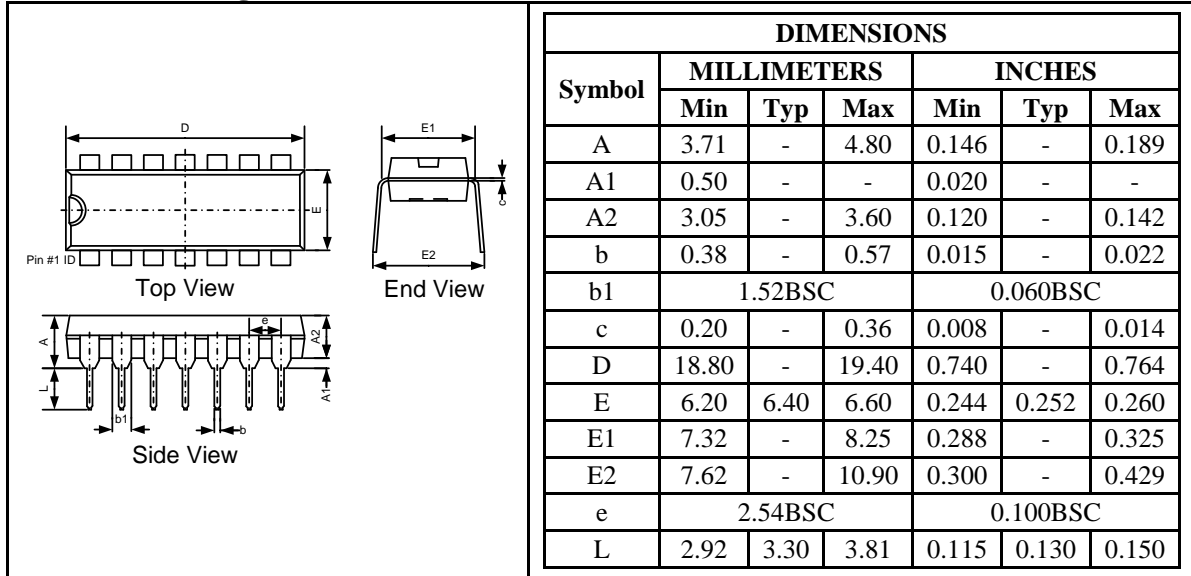 D
E
Pin #1 ID
Top View
E1
c
E2
End View
A
e
A2
L
A1
b1
b
Side View
DIMENSIONS
Symbol MILLIMETERS INCHES
Min Typ Max Min Typ Max
A 3.71 - 4.80 0.146 - 0.189
A1 0.50 - - 0.020 - -
A2 3.05 - 3.60 0.120 - 0.142
b 0.38 - 0.57 0.015 - 0.022
b1 1.52BSC 0.060BSC
c 0.20 - 0.36 0.008 - 0.014
D 18.80 - 19.40 0.740 - 0.764
E 6.20 6.40 6.60 0.244 0.252 0.260
E1 7.32 - 8.25 0.288 - 0.325
E2 7.62 - 10.90 0.300 - 0.429
e 2.54BSC 0.100BSC
L 2.92 3.30 3.81 0.115 0.130 0.150